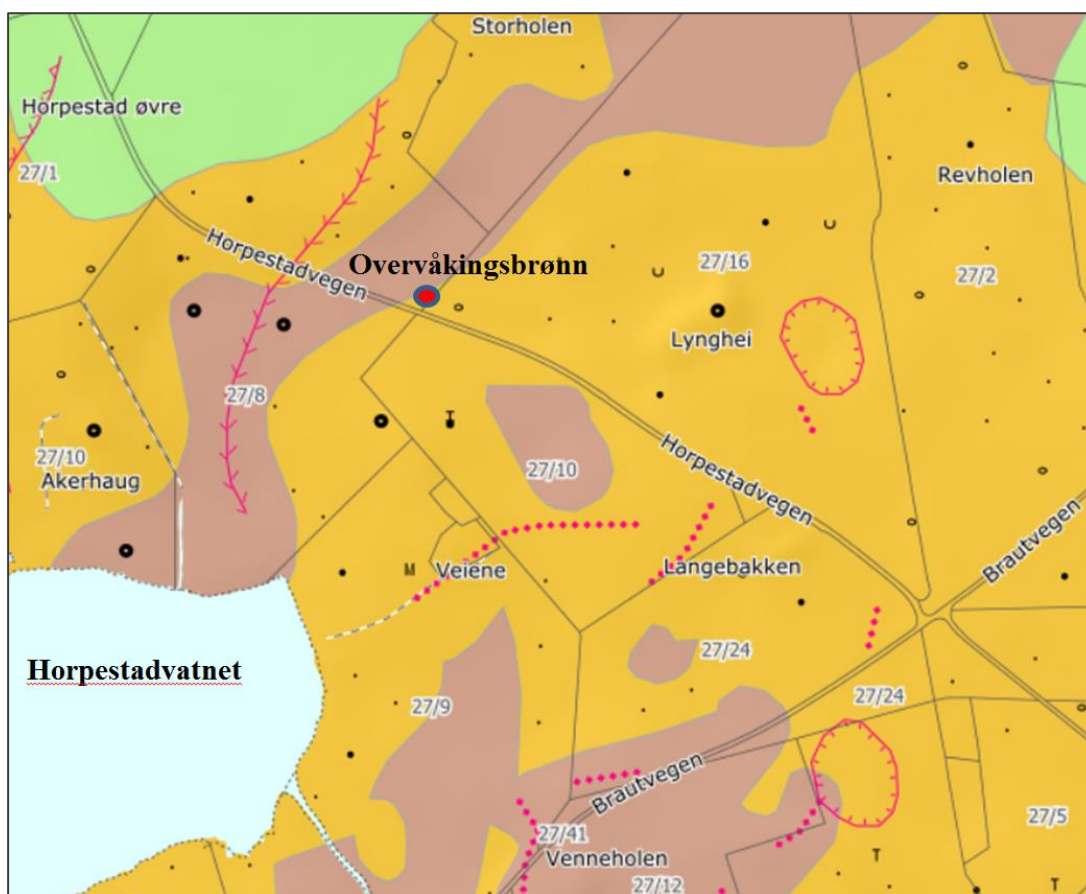 Storholen
Horpestad øvre
27/1
Revholen
Horpestadvegen
Overvåkingsbrønn
27/16
27/2
Lynghei
27/8
27/10
Akerhaug
27/10
Horpestadvegen
Brautvegen
Veiene
Langebakken
Horpestadvatnet
27/24
27/9
27/24
Brautvegen
27/41
Venneholen
27/12
27/5
M
T
T
T